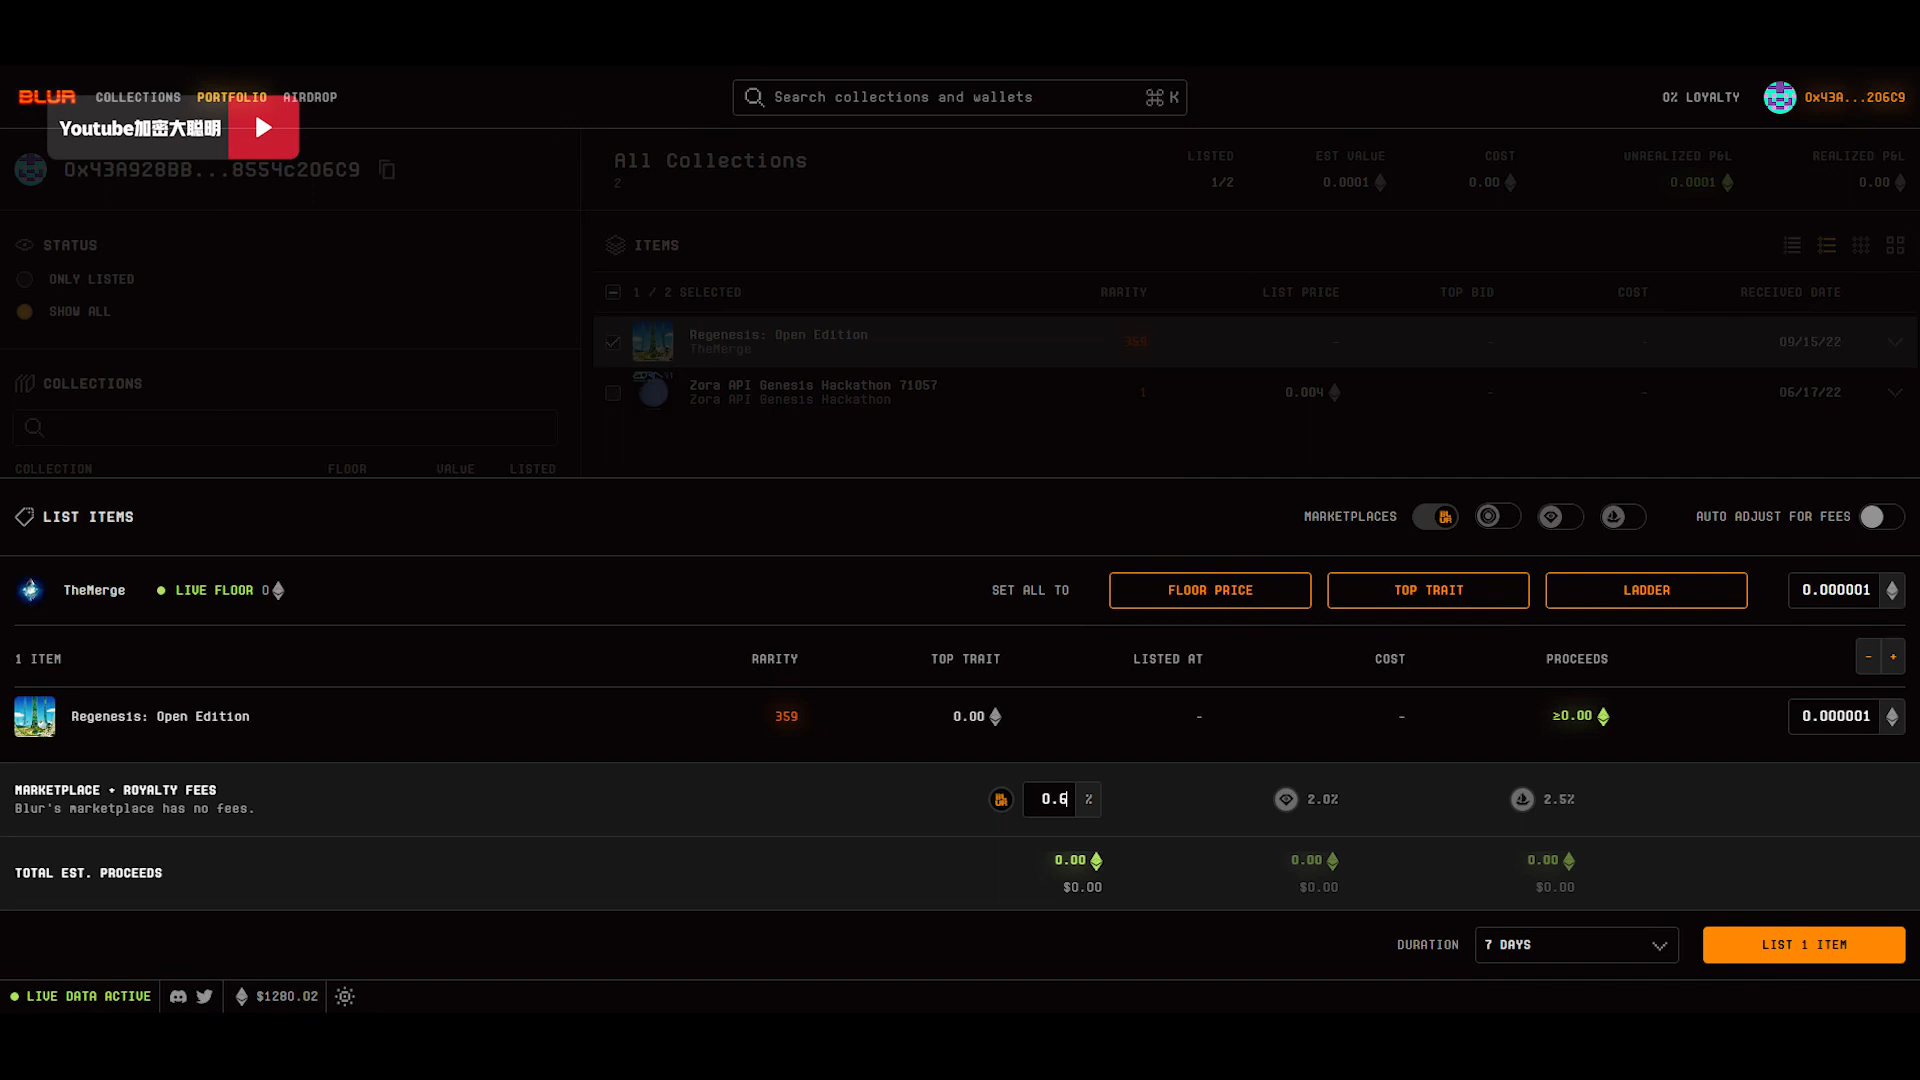 BLUR COLLECTIONS PORTFOLIO AIRDROP
Search collections and wallets ⌘ K
0% LOYALTY 0x43A...206C9
Youtube加密大聪明
0x43A928BB...8554c206C9
All Collections
2
LISTED EST VALUE COST UNREALIZED P&L REALIZED P&L
1/2 0.0001 0.00 0.0001 0.00
STATUS
ONLY LISTED
SHOW ALL
COLLECTIONS
COLLECTION FLOOR VALUE LISTED
ITEMS
1 / 2 SELECTED RARITY LIST PRICE TOP BID COST RECEIVED DATE
Regenesis: Open Edition
TheMerge
359 - - - 09/15/22
Zora API Genesis Hackathon 71057
Zora API Genesis Hackathon
1 0.004 - - 06/17/22
LIST ITEMS
MARKETPLACES
AUTO ADJUST FOR FEES
TheMerge LIVE FLOOR 0 SET ALL TO FLOOR PRICE TOP TRAIT LADDER 0.000001
1 ITEM RARITY TOP TRAIT LISTED AT COST PROCEEDS - +
Regenesis: Open Edition 359 0.00 - - ≥0.00 0.000001
MARKETPLACE + ROYALTY FEES
Blur's marketplace has no fees.
0.6 % 2.0% 2.5%
TOTAL EST. PROCEEDS
0.00 0.00 0.00
$0.00 $0.00 $0.00
DURATION 7 DAYS LIST 1 ITEM
LIVE DATA ACTIVE $1280.02